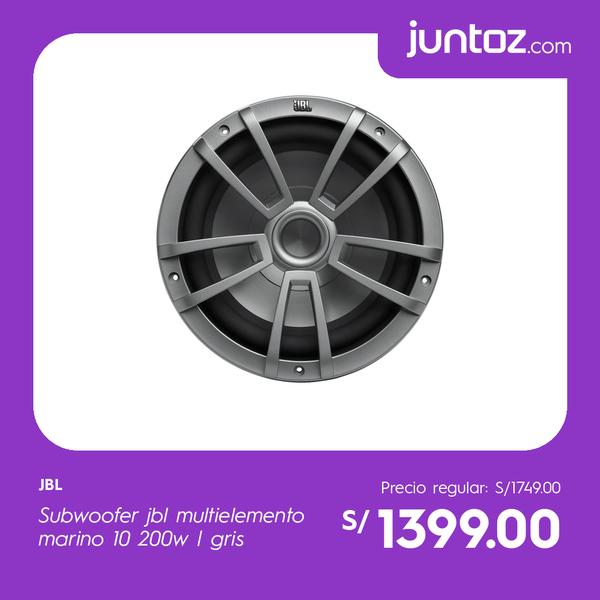 juntoz.com
JBL
JBL
Subwoofer jbl multielemento
marino 10 200w | gris
Precio regular: S/1749.00
S/1399.00